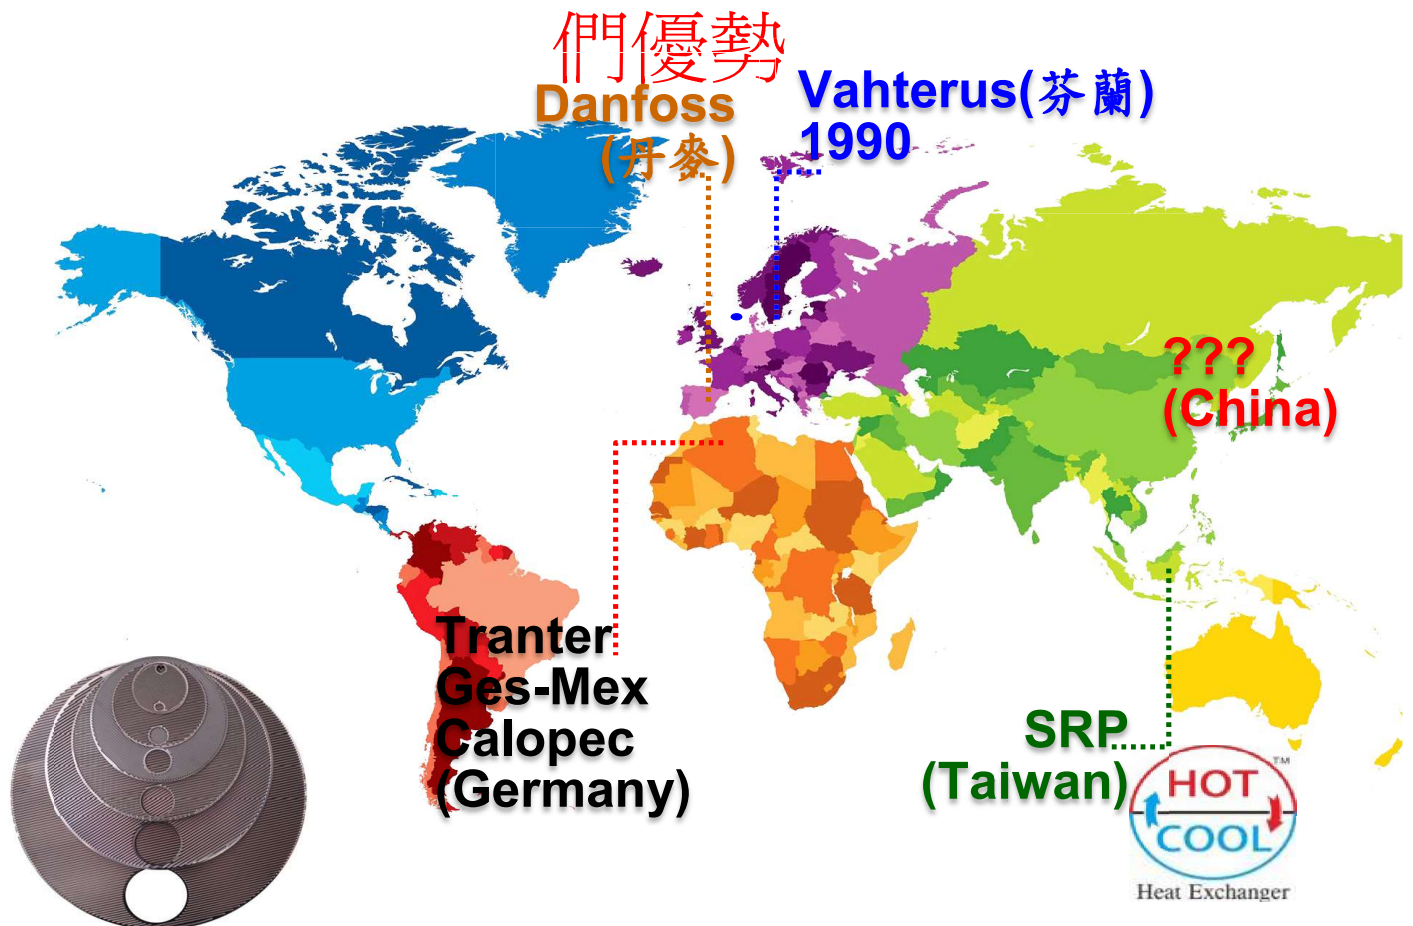 們優勢
Danfoss
(丹麥)
Vahterus(芬蘭)
1990
???
(China)
Tranter
Ges-Mex
Calopec
(Germany)
SRP
(Taiwan)
HOT
TM
COOL
Heat Exchanger